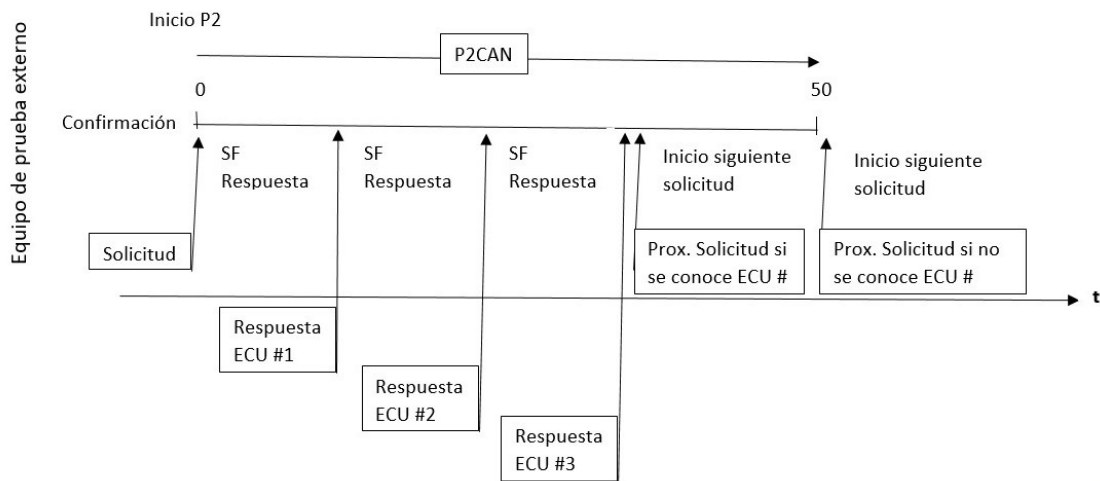 Equipo de prueba externo
Inicio P2
P2CAN
0
50
Confirmación
SF
Respuesta
SF
Respuesta
SF
Respuesta
Inicio siguiente
solicitud
Inicio siguiente
solicitud
Solicitud
Prox. Solicitud si
se conoce ECU #
Prox. Solicitud si no
se conoce ECU #
t
Respuesta
ECU #1
Respuesta
ECU #2
Respuesta
ECU #3